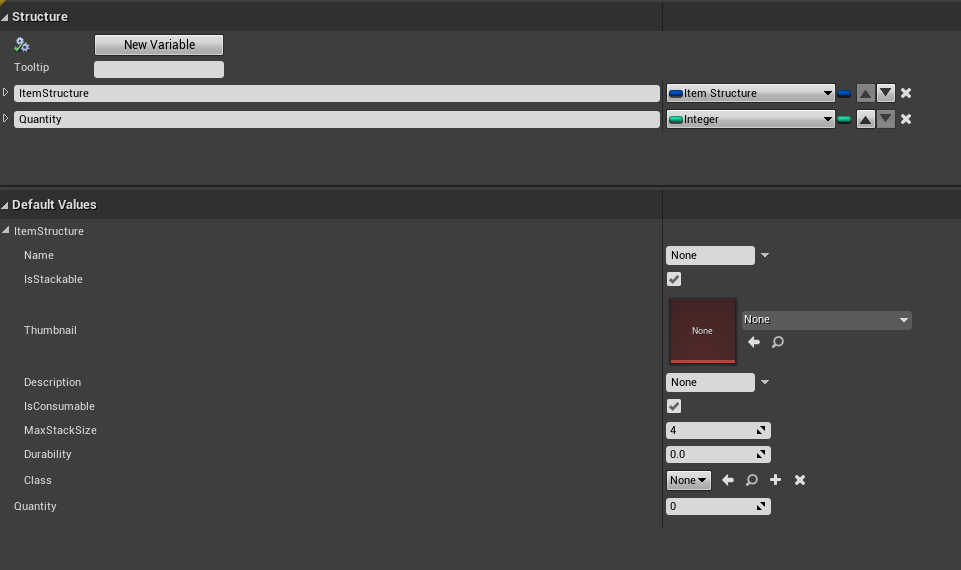 Structure
New Variable
Tooltip
ItemStructure Item Structure
Quantity Integer
Default Values
ItemStructure
Name None
IsStackable
Thumbnail None None
Description None
IsConsumable
MaxStackSize 4
Durability 0.0
Class None
Quantity 0